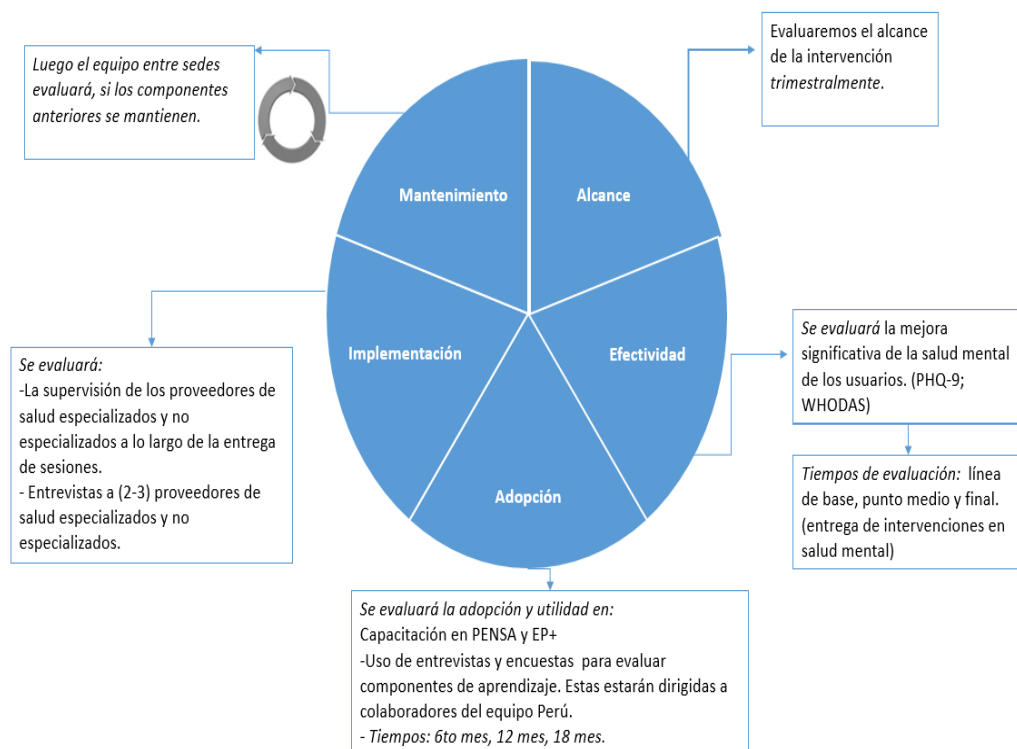 Luego el equipo entre sedes
evaluará, si los componentes
anteriores se mantienen.
Evaluaremos el alcance
de la intervención
trimestralmente.
Mantenimiento
Alcance
Implementación
Efectividad
Adopción
Se evaluará:
-La supervisión de los proveedores de
salud especializados y no
especializados a lo largo de la entrega
de sesiones.
- Entrevistas a (2-3) proveedores de
salud especializados y no
especializados.
Se evaluará la mejora
significativa de la salud mental
de los usuarios. (PHQ-9;
WHODAS)
Tiempos de evaluación: línea
de base, punto medio y final.
(entrega de intervenciones en
salud mental)
Se evaluará la adopción y utilidad en:
Capacitación en PENSA y EP+
-Uso de entrevistas y encuestas para evaluar
componentes de aprendizaje. Estas estarán dirigidas a
colaboradores del equipo Perú.
- Tiempos: 6to mes, 12 mes, 18 mes.